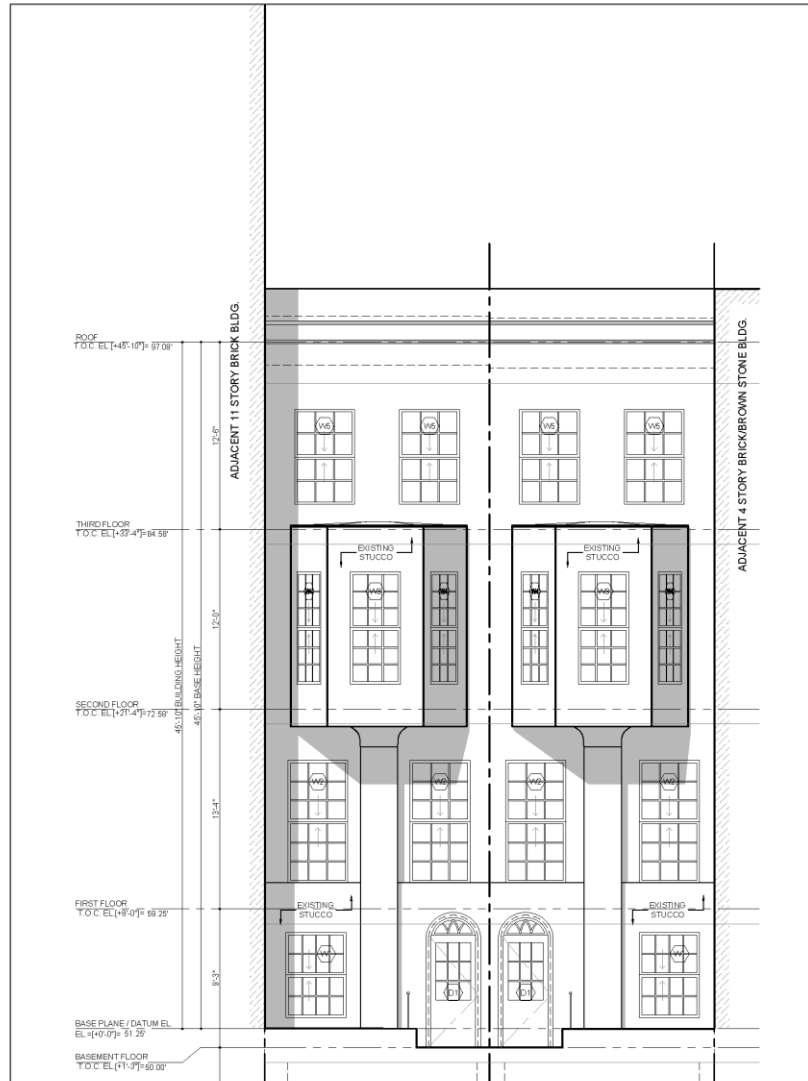 ADJACENT 11 STORY BRICK BLDG.
ADJACENT 4 STORY BRICK/BROWN STONE BLDG.
ROOF
T.O.C. EL.[+45'-10"]= 97.08'
12'-6"
W5
W5
W5
W5
THIRD FLOOR
T.O.C. EL.[+33'-4"]=84.58'
EXISTING
STUCCO
EXISTING
STUCCO
12'-0"
45'-10" BUILDING HEIGHT
45'-10" BASE HEIGHT
SECOND FLOOR
T.O.C. EL.[+21'-4"]=72.58'
W2
W2
W2
W2
13'-4"
FIRST FLOOR
T.O.C. EL.[+8'-0"]= 59.25'
EXISTING
STUCCO
EXISTING
STUCCO
9'-3"
D1
D1
BASE PLANE / DATUM EL.
EL.=[+0'-0"]= 51.25'
BASEMENT FLOOR
T.O.C. EL.[+1'-3"]=50.00'